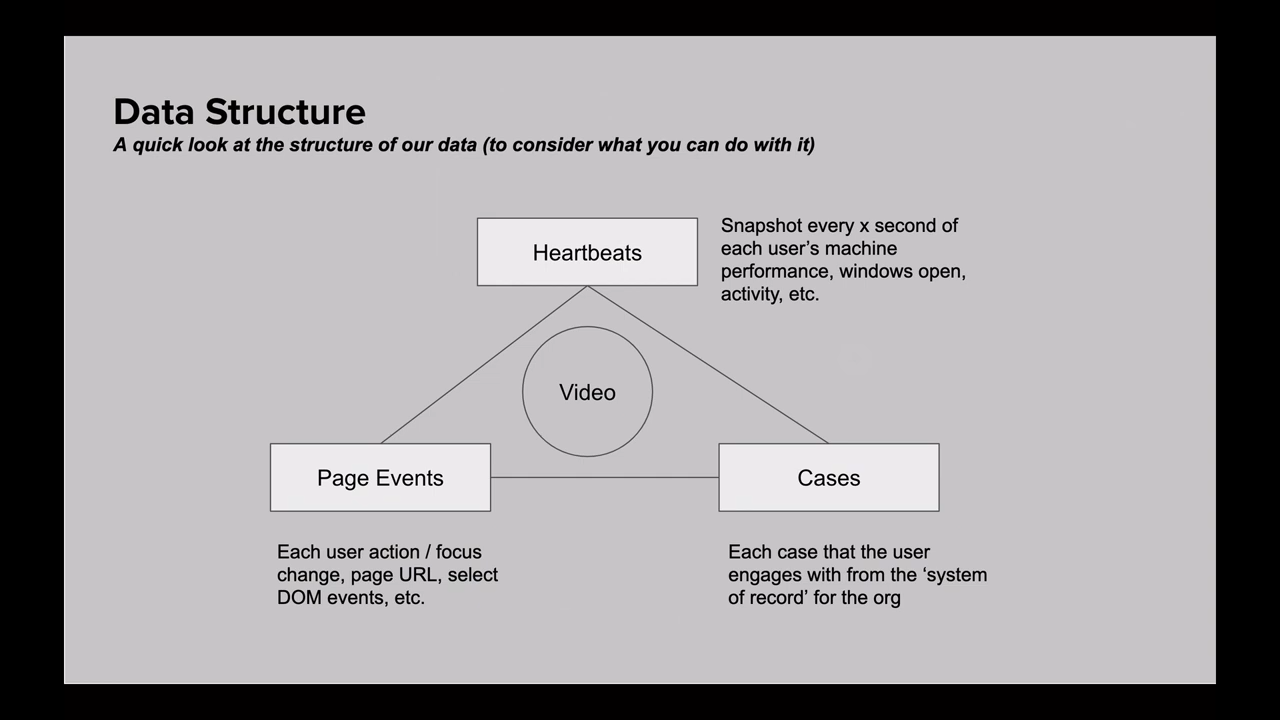 Data Structure
A quick look at the structure of our data (to consider what you can do with it)
Heartbeats
Snapshot every x second of
each user’s machine
performance, windows open,
activity, etc.
Video
Page Events
Cases
Each user action / focus
change, page URL, select
DOM events, etc.
Each case that the user
engages with from the ‘system
of record’ for the org